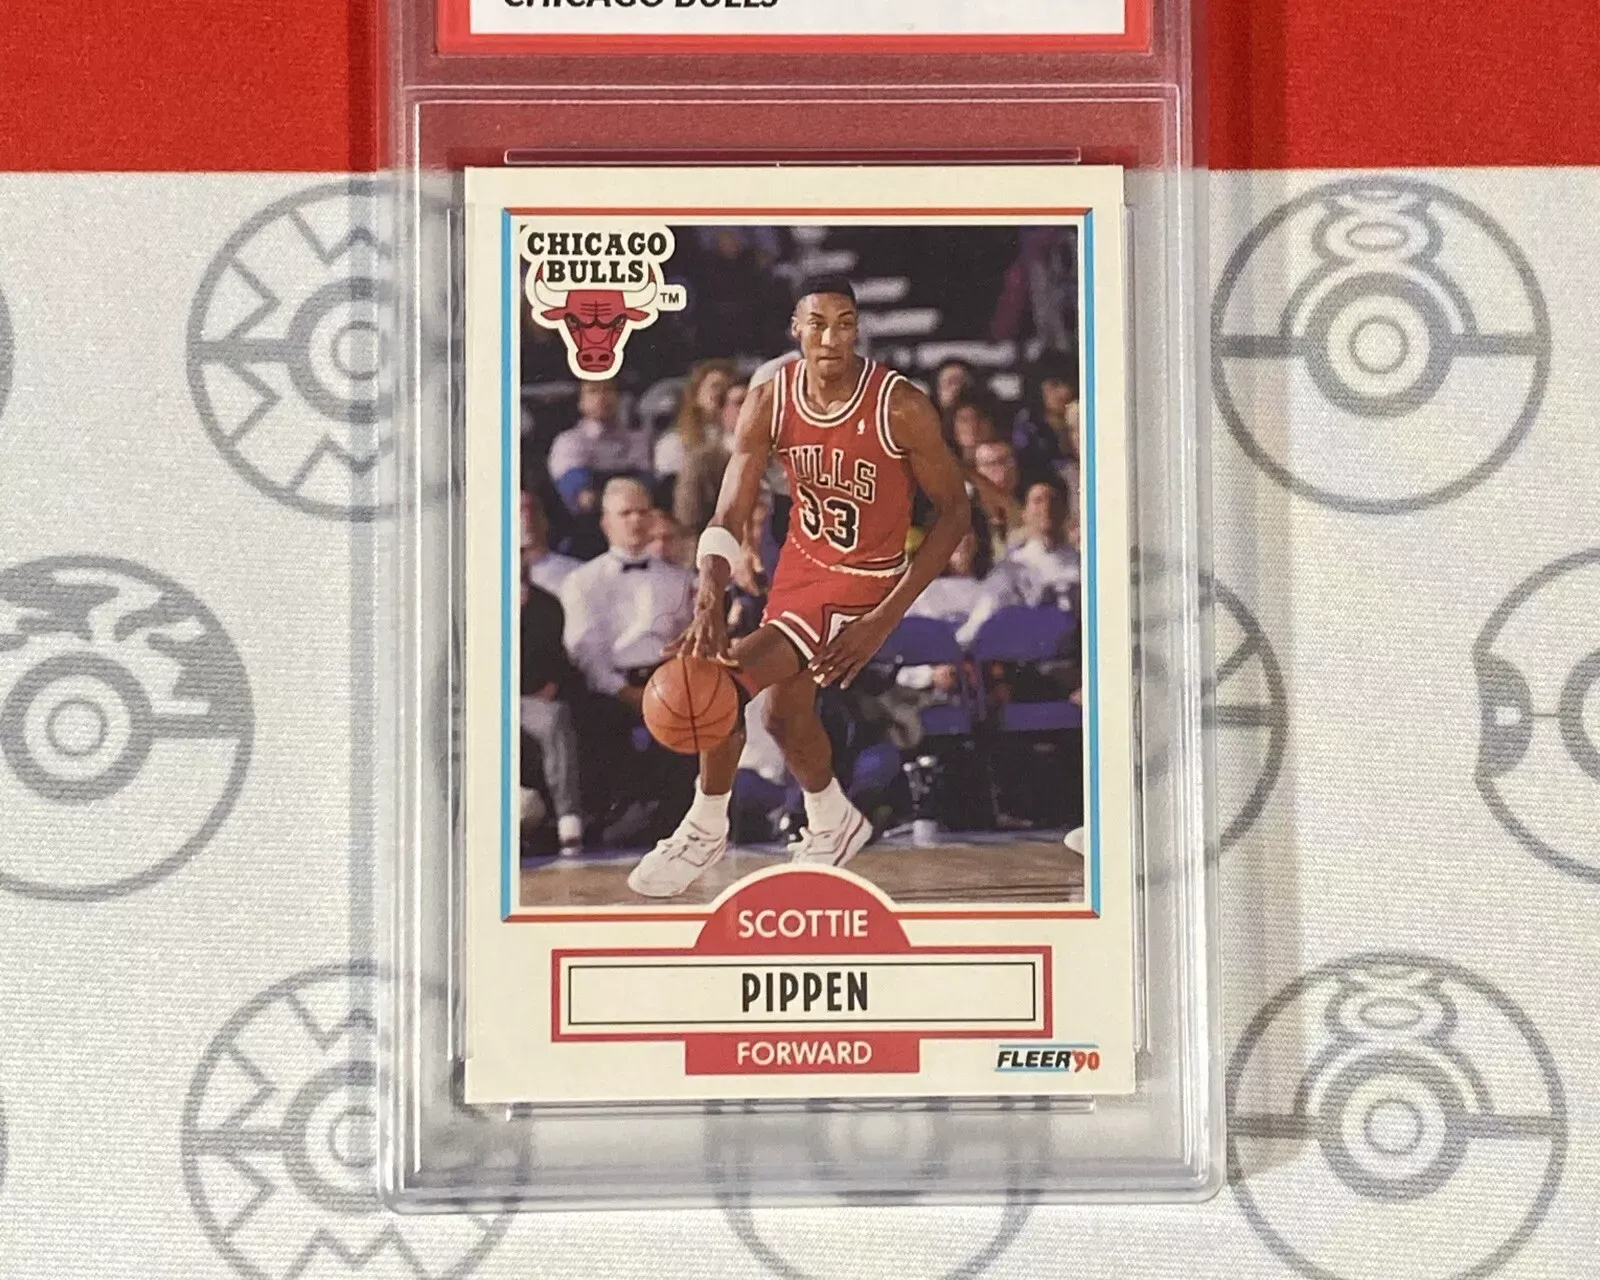 CHICAGO BULLS
CHICAGO
BULLS
TM
BULLS
33
SCOTTIE
PIPPEN
FORWARD
FLEER '90